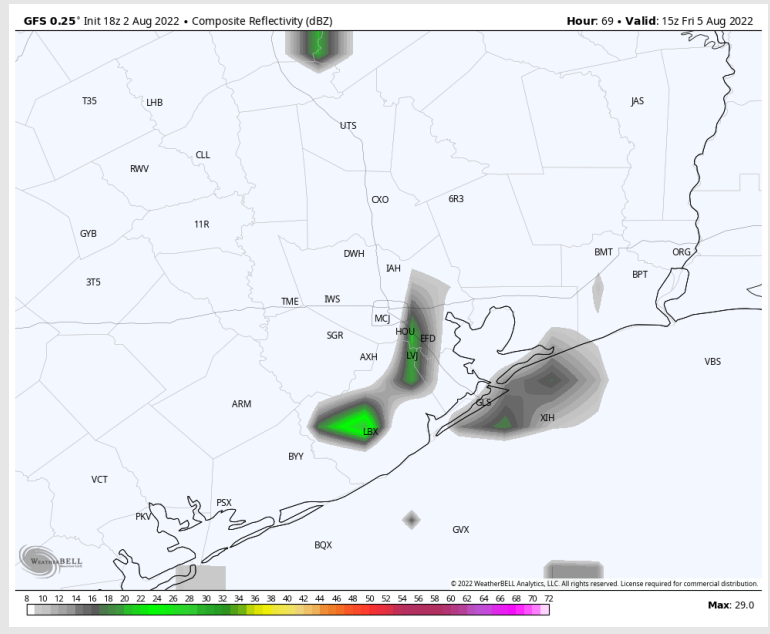 GFS 0.25° Init 18z 2 Aug 2022 • Composite Reflectivity (dBZ) Hour: 69 • Valid: 15z Fri 5 Aug 2022
T35 LHB JAS
UTS
CLL
RWV
CXO 6R3
11R
GYB
DWH BMT ORG
IAH BPT
3T5
TME IWS
MCJ
SGR HOU EFD
AXH LVJ VBS
ARM GLS
XIH
LBX
BYY
VCT
PSX
PKV
GVX
BQX
WEATHERBELL
© 2022 WeatherBELL Analytics, LLC. All rights reserved. License required for commercial distribution.
8 10 12 14 16 18 20 22 24 26 28 30 32 34 36 38 40 42 44 46 48 50 52 54 56 58 60 62 64 66 68 70 72 Max: 29.0